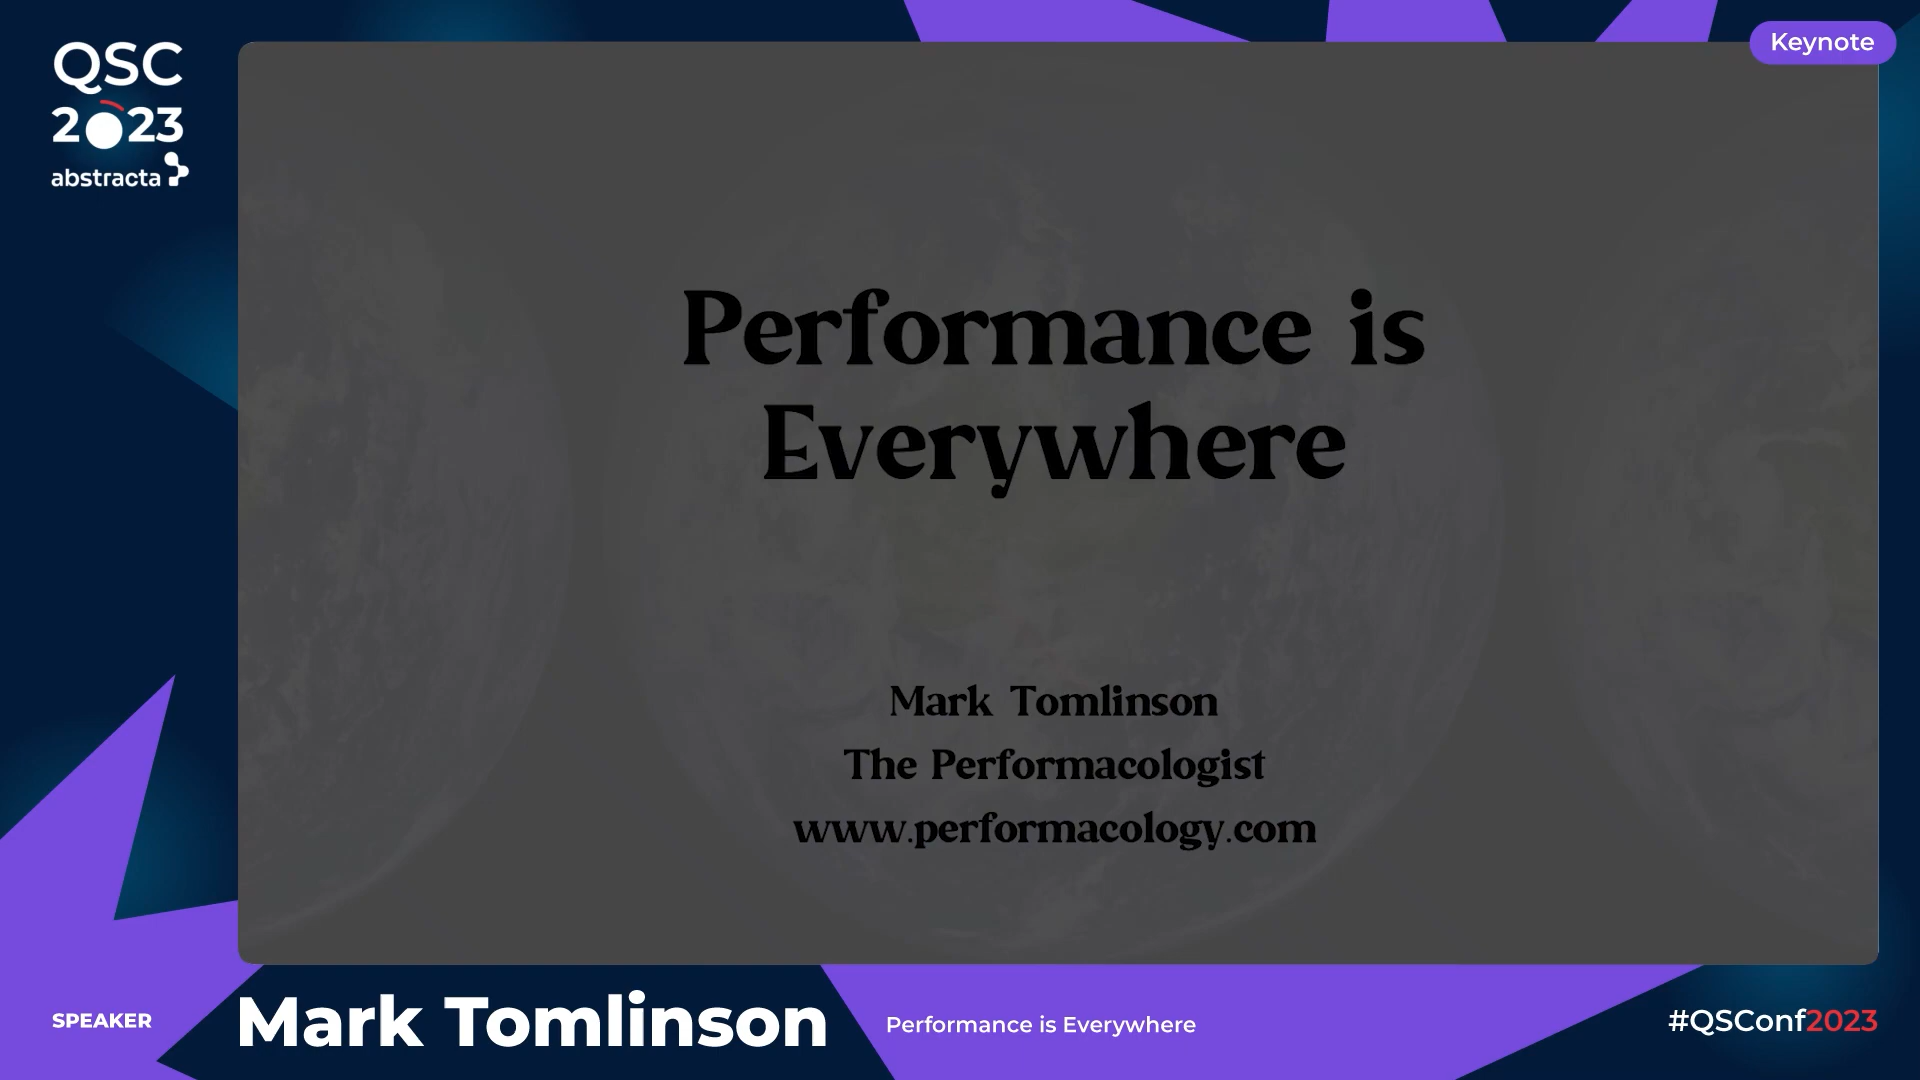 QSC
2023
abstracta
Keynote
Performance is
Everywhere
Mark Tomlinson
The Performacologist
www.performacology.com
SPEAKER
Mark Tomlinson
Performance is Everywhere
#QSConf2023